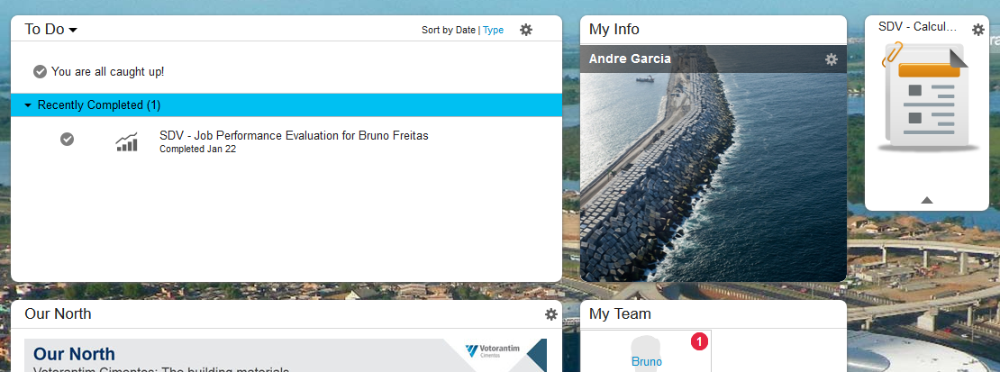 To Do
Sort by Date | Type
You are all caught up!
Recently Completed (1)
SDV - Job Performance Evaluation for Bruno Freitas
Completed Jan 22
My Info
Andre Garcia
SDV - Calcul...
Our North
Our North
Votorantim
Cimentos
Votorantim Cimentos: The building materials
My Team
1
Bruno